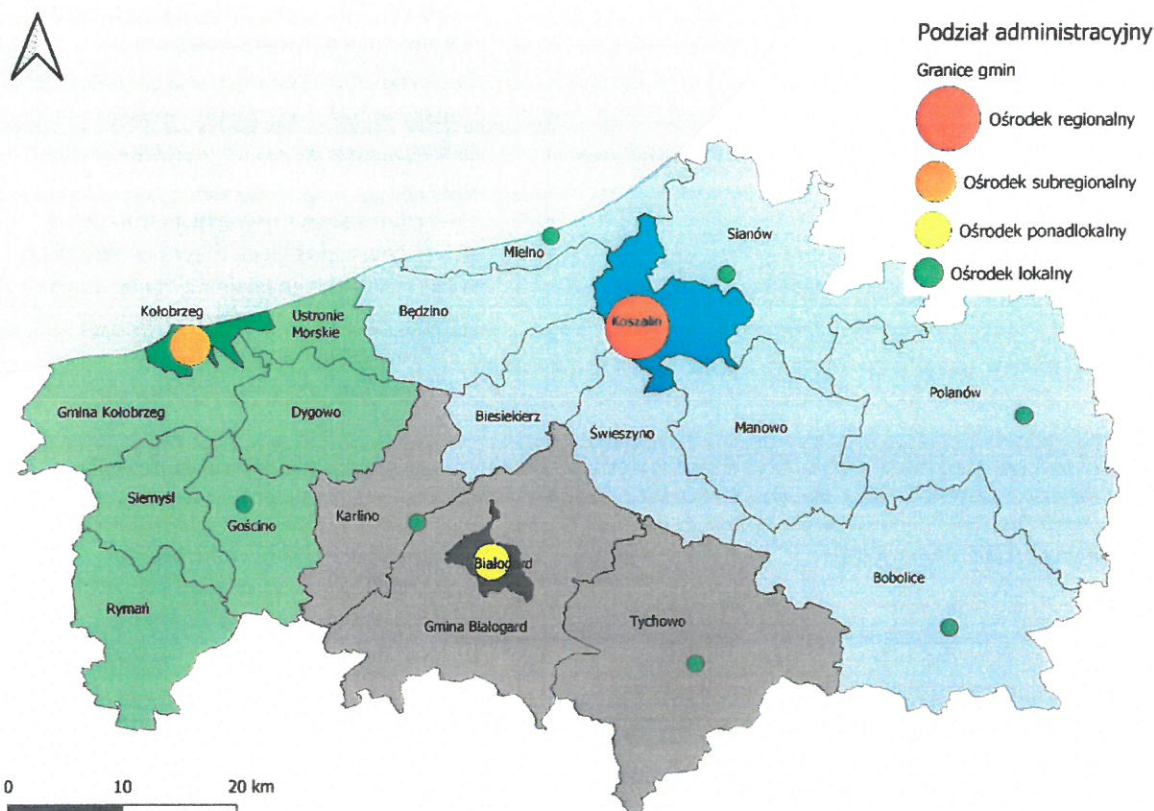 Podział administracyjny
Granice gmin
Ośrodek regionalny
Ośrodek subregionalny
Ośrodek ponadlokalny
Ośrodek lokalny
Sianów
Mielno
Kołobrzeg
Ustronie
Morskie
Będzino
Koszalin
Polanów
Gmina Kołobrzeg
Dygowo
Biesiekierz
Świeszyno
Manowo
Siemyśl
Gościno
Karlino
Białogard
Bobolice
Rymań
Gmina Białogard
Tychowo
0 10 20 km